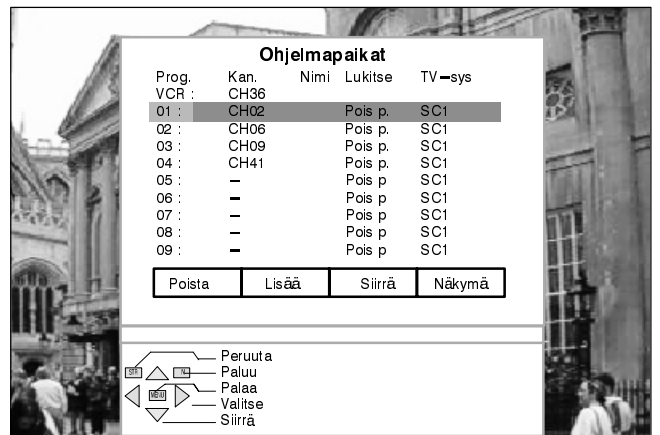 Ohjelmapaikat
Prog. Kan. Nimi Lukitse TV–sys
VCR : CH36
01 : CH02 Pois p. SC1
02 : CH06 Pois p. SC1
03 : CH09 Pois p. SC1
04 : CH41 Pois p. SC1
05 : – Pois p SC1
06 : – Pois p SC1
07 : – Pois p SC1
08 : – Pois p SC1
09 : – Pois p SC1
Poista Lisää Siirrä Näkymä
Peruuta
STR N Paluu
MENU Palaa
Valitse
Siirrä